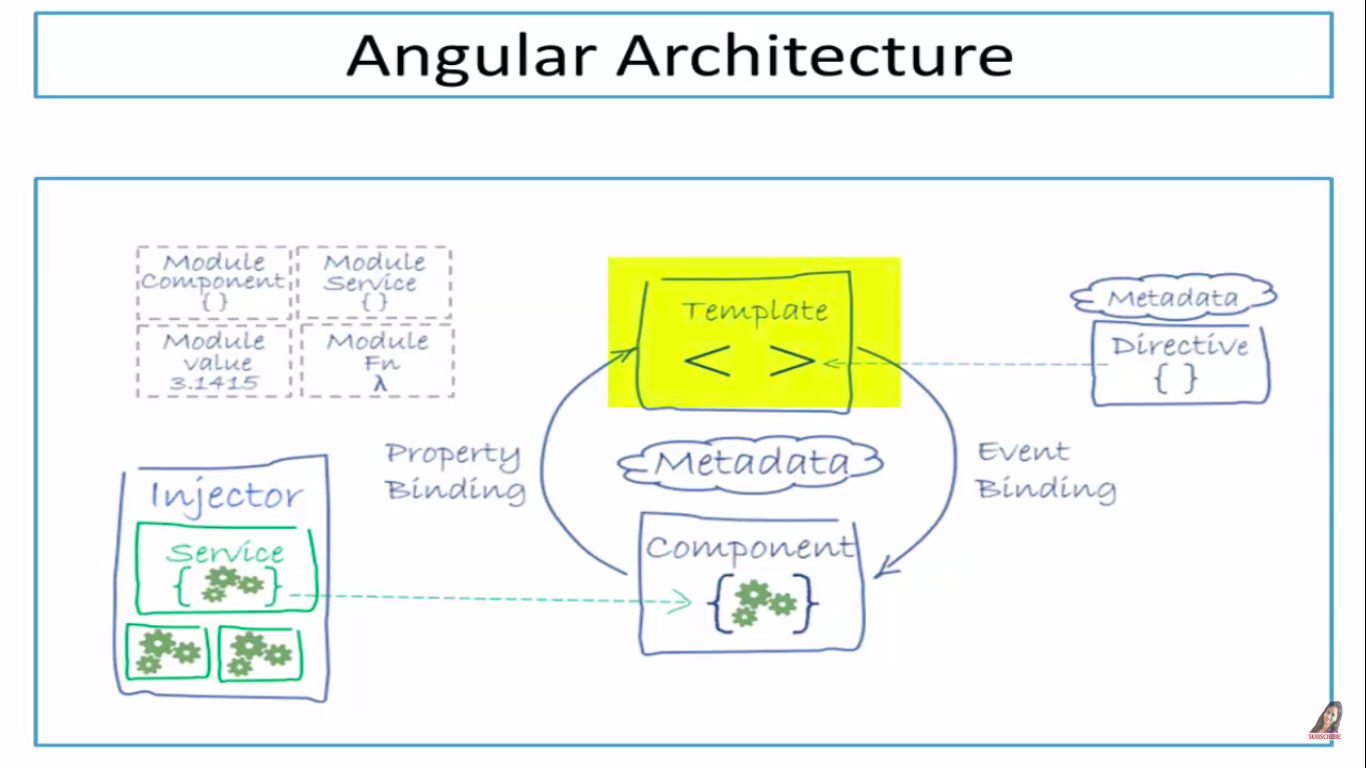 Angular Architecture
Module
Component
{ }
Module
Service
{ }
Module
value
3.1415
Module
Fn
λ
Template
< >
Metadata
Directive
{ }
Property
Binding
Metadata
Event
Binding
Injector
Service
{ }
Component
{ }
SUBSCRIBE